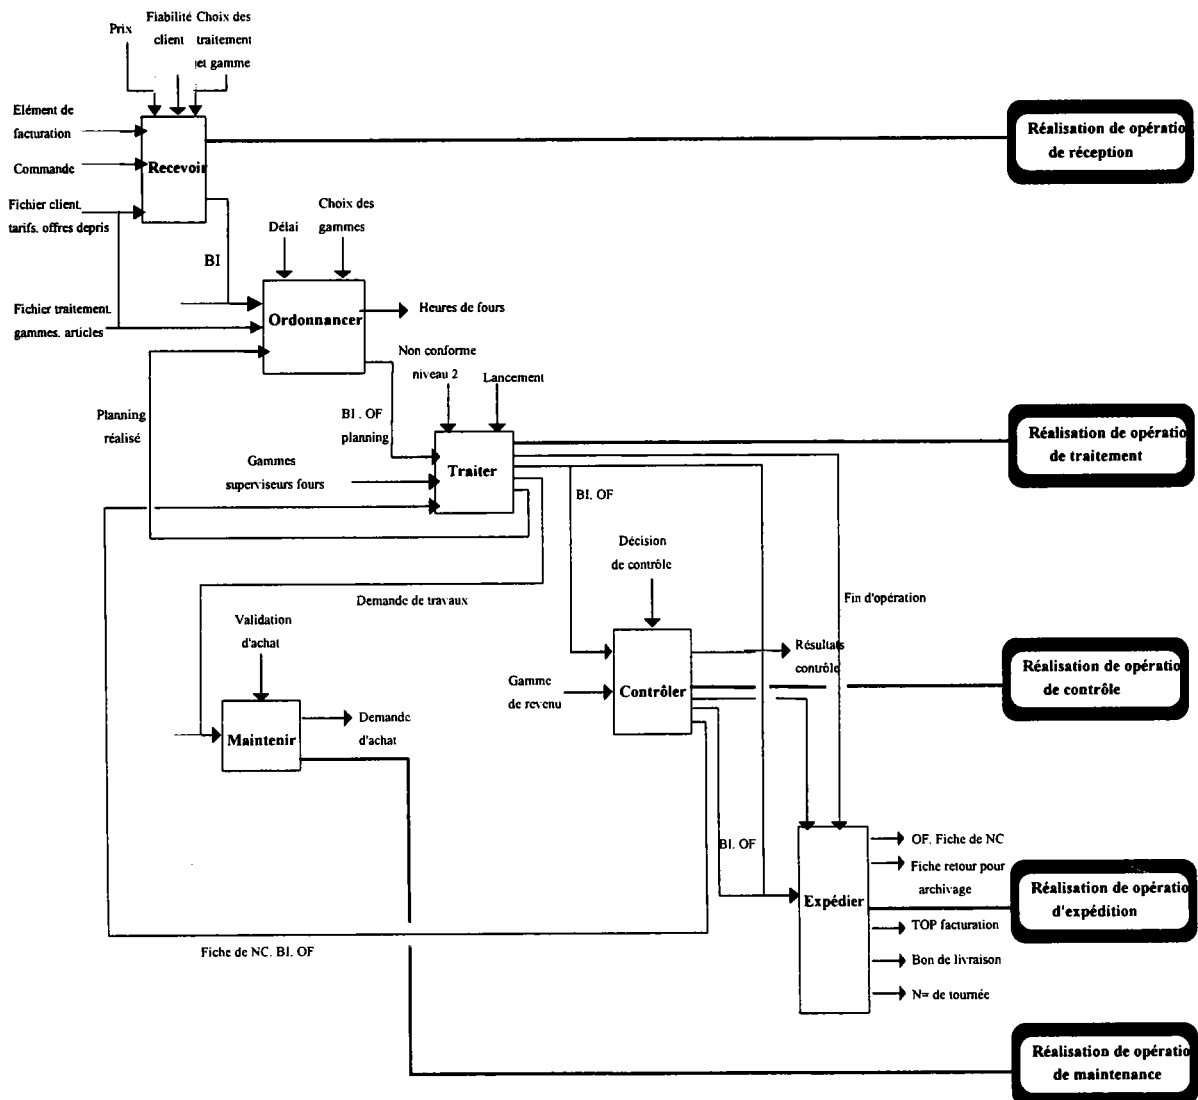 Prix
Fiabilité
client
Choix des
traitement
et gamme
Elément de
facturation
Commande
Recevoir
Fichier client.
tarifs. offres depris
Réalisation de opératio
de réception
BI
Délai
Choix des
gammes
Fichier traitement.
gammes. articles
Ordonnancer
Heures de fours
Non conforme
niveau 2
Lancement
Planning
réalisé
BI . OF
planning
Réalisation de opératio
de traitement
Gammes
superviseurs fours
Traiter
BI. OF
Décision
de contrôle
Demande de travaux
Fin d'opération
Validation
d'achat
Résultats
contrôle
Gamme
de revenu
Contrôler
Réalisation de opératio
de contrôle
Maintenir
Demande
d'achat
BI. OF
OF. Fiche de NC
Fiche retour pour
archivage
Expédier
Réalisation de opératio
d'expédition
TOP facturation
Fiche de NC. BI. OF
Bon de livraison
N= de tournée
Réalisation de opératio
de maintenance